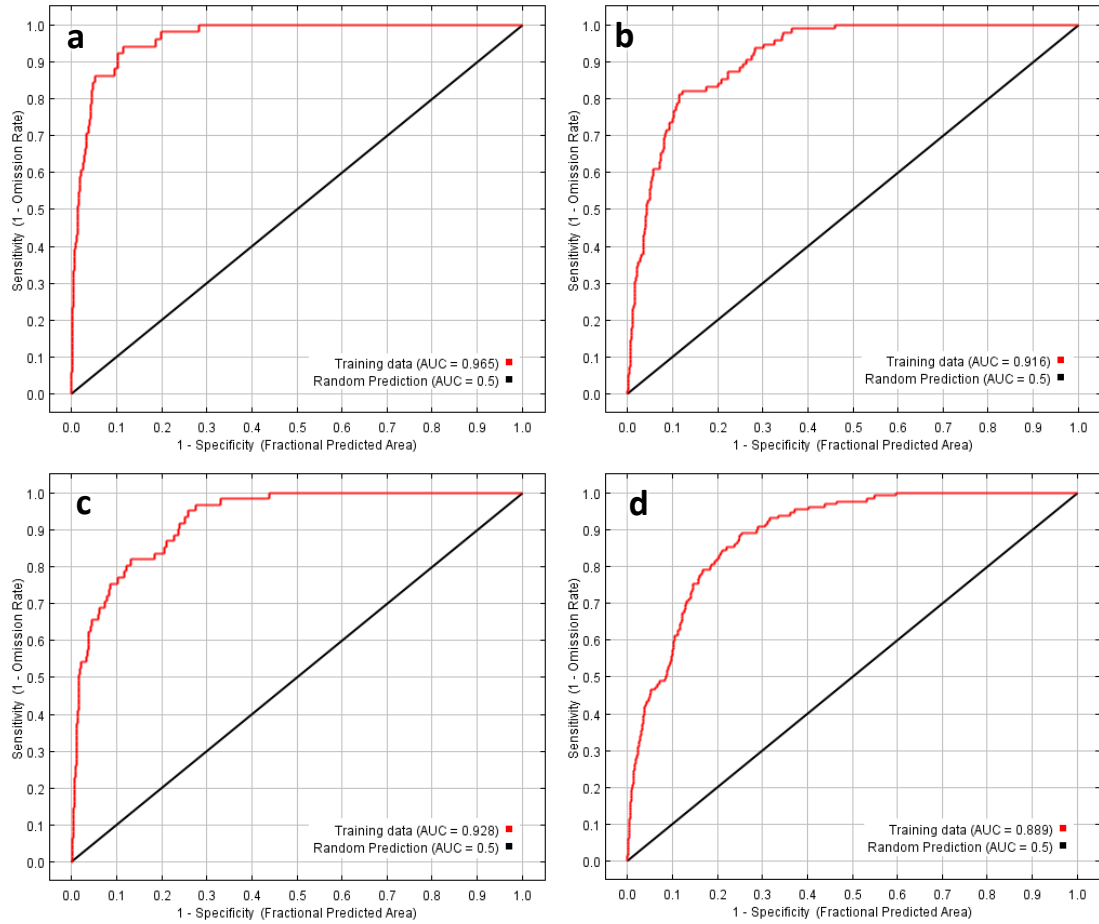 a
1.0
0.9
0.8
0.7
0.6
0.5
0.4
0.3
0.2
0.1
0.0
Sensitivity (1 - Omission Rate)
Training data (AUC = 0.965)
Random Prediction (AUC = 0.5)
0.0 0.1 0.2 0.3 0.4 0.5 0.6 0.7 0.8 0.9 1.0
1 - Specificity (Fractional Predicted Area)
b
1.0
0.9
0.8
0.7
0.6
0.5
0.4
0.3
0.2
0.1
0.0
Sensitivity (1 - Omission Rate)
Training data (AUC = 0.916)
Random Prediction (AUC = 0.5)
0.0 0.1 0.2 0.3 0.4 0.5 0.6 0.7 0.8 0.9 1.0
1 - Specificity (Fractional Predicted Area)
c
1.0
0.9
0.8
0.7
0.6
0.5
0.4
0.3
0.2
0.1
0.0
Sensitivity (1 - Omission Rate)
Training data (AUC = 0.928)
Random Prediction (AUC = 0.5)
0.0 0.1 0.2 0.3 0.4 0.5 0.6 0.7 0.8 0.9 1.0
1 - Specificity (Fractional Predicted Area)
d
1.0
0.9
0.8
0.7
0.6
0.5
0.4
0.3
0.2
0.1
0.0
Sensitivity (1 - Omission Rate)
Training data (AUC = 0.889)
Random Prediction (AUC = 0.5)
0.0 0.1 0.2 0.3 0.4 0.5 0.6 0.7 0.8 0.9 1.0
1 - Specificity (Fractional Predicted Area)